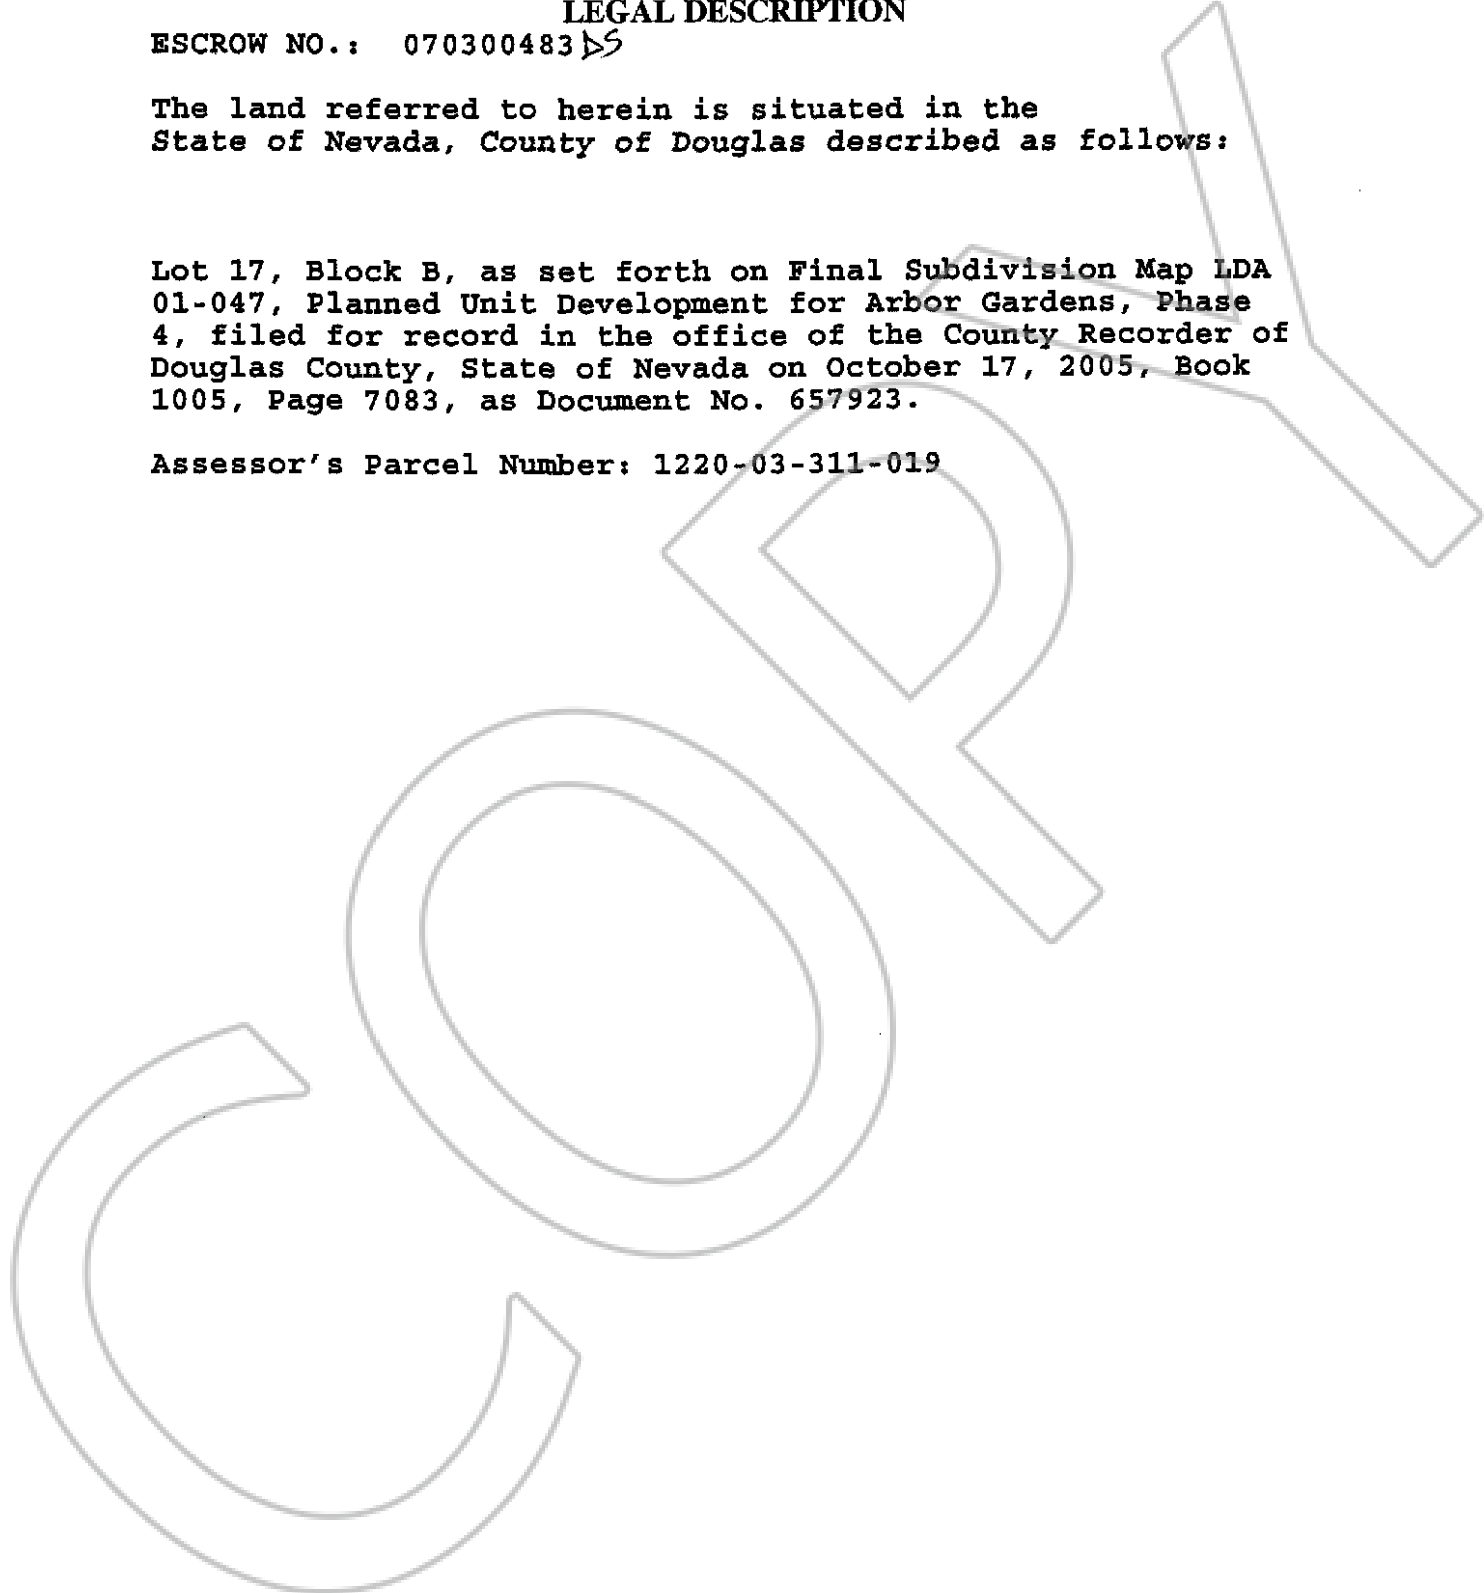 LEGAL DESCRIPTION
ESCROW NO.: 070300483 DS
The land referred to herein is situated in the
State of Nevada, County of Douglas described as follows:
Lot 17, Block B, as set forth on Final Subdivision Map LDA
01-047, Planned Unit Development for Arbor Gardens, Phase
4, filed for record in the office of the County Recorder of
Douglas County, State of Nevada on October 17, 2005, Book
1005, Page 7083, as Document No. 657923.
Assessor's Parcel Number: 1220-03-311-019
COPY